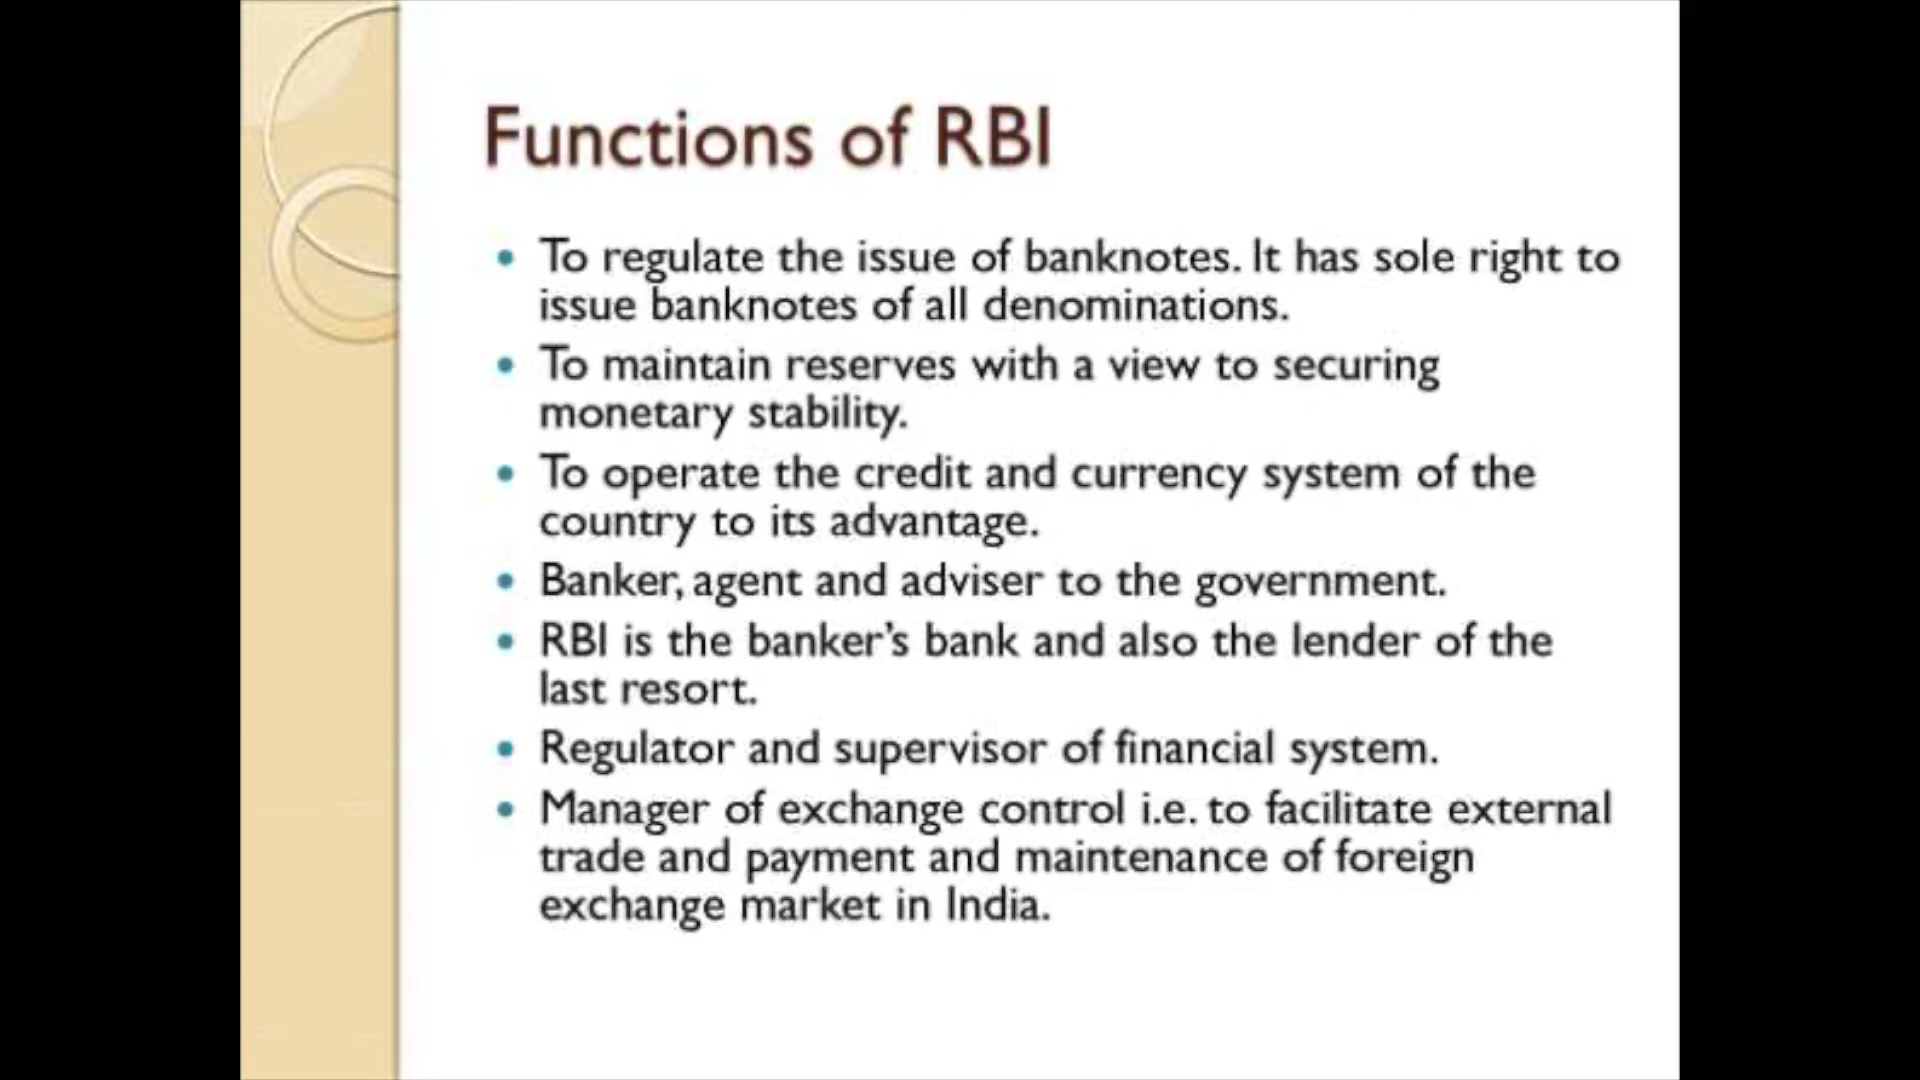 Functions of RBI
• To regulate the issue of banknotes. It has sole right to
issue banknotes of all denominations.
• To maintain reserves with a view to securing
monetary stability.
• To operate the credit and currency system of the
country to its advantage.
• Banker, agent and adviser to the government.
• RBI is the banker’s bank and also the lender of the
last resort.
• Regulator and supervisor of financial system.
• Manager of exchange control i.e. to facilitate external
trade and payment and maintenance of foreign
exchange market in India.